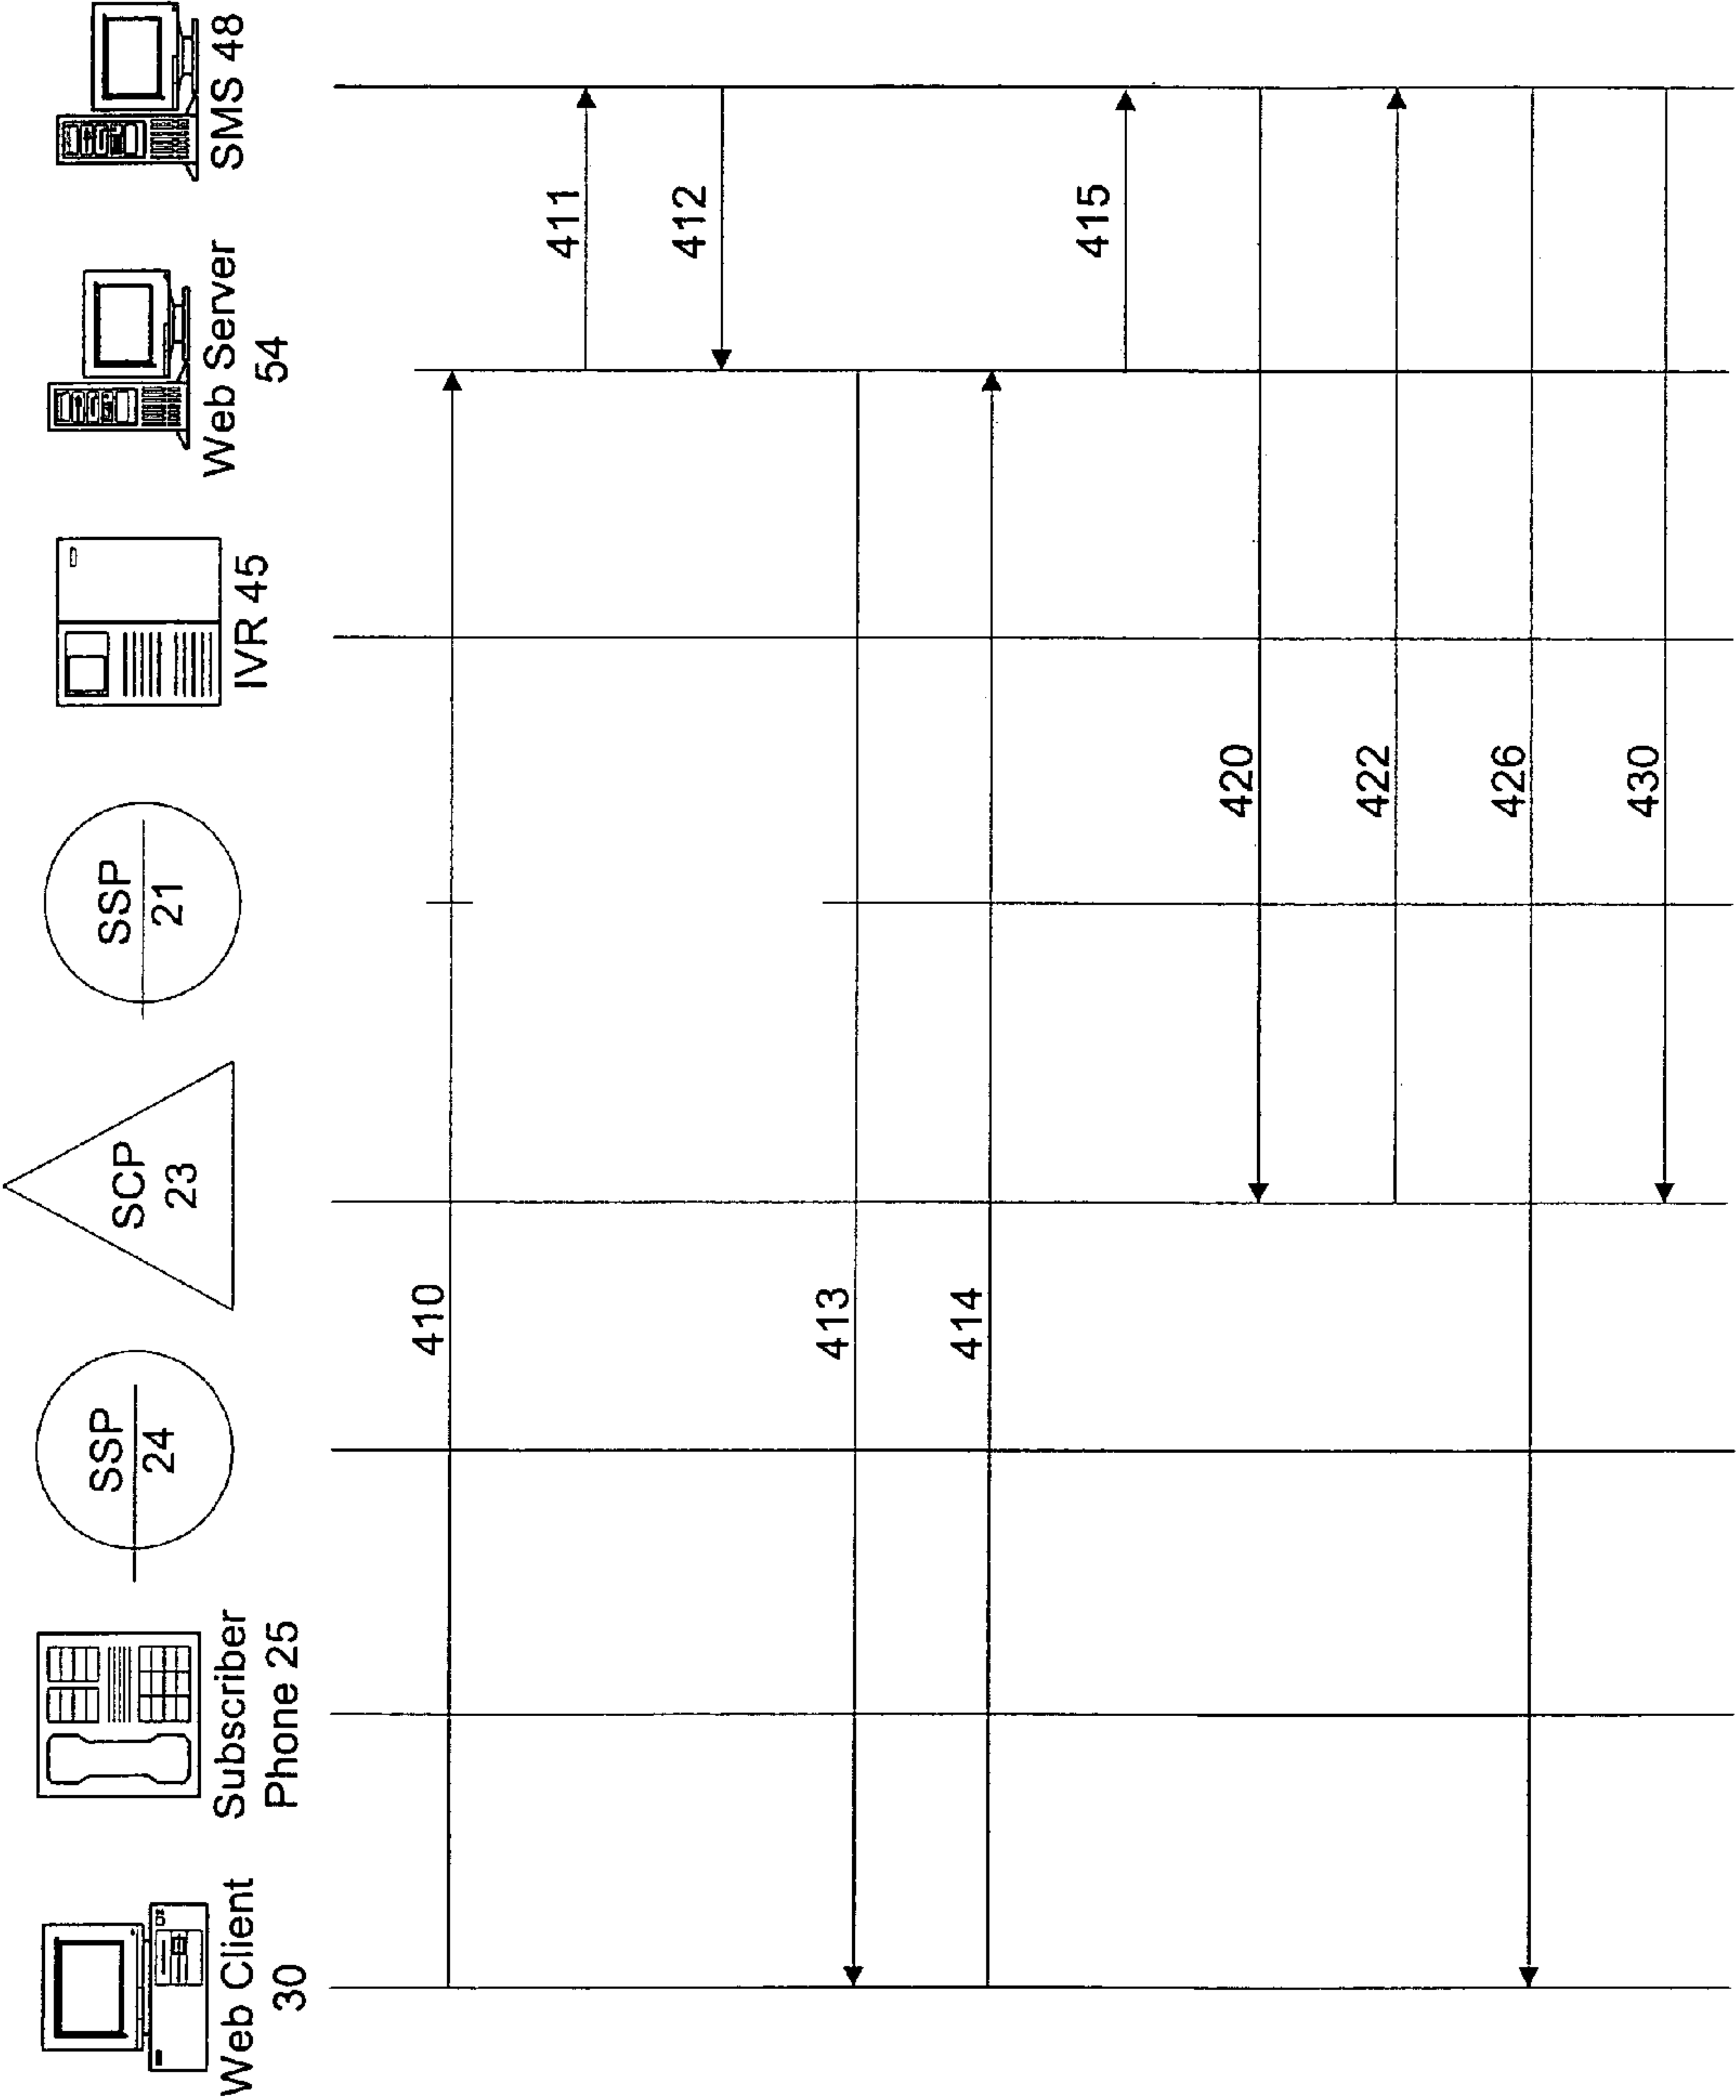 Web Client
30
Subscriber
Phone 25
SSP
24
SCP
23
SSP
21
IVR 45
Web Server
54
SMS 48
410
411
412
413
414
415
420
422
426
430